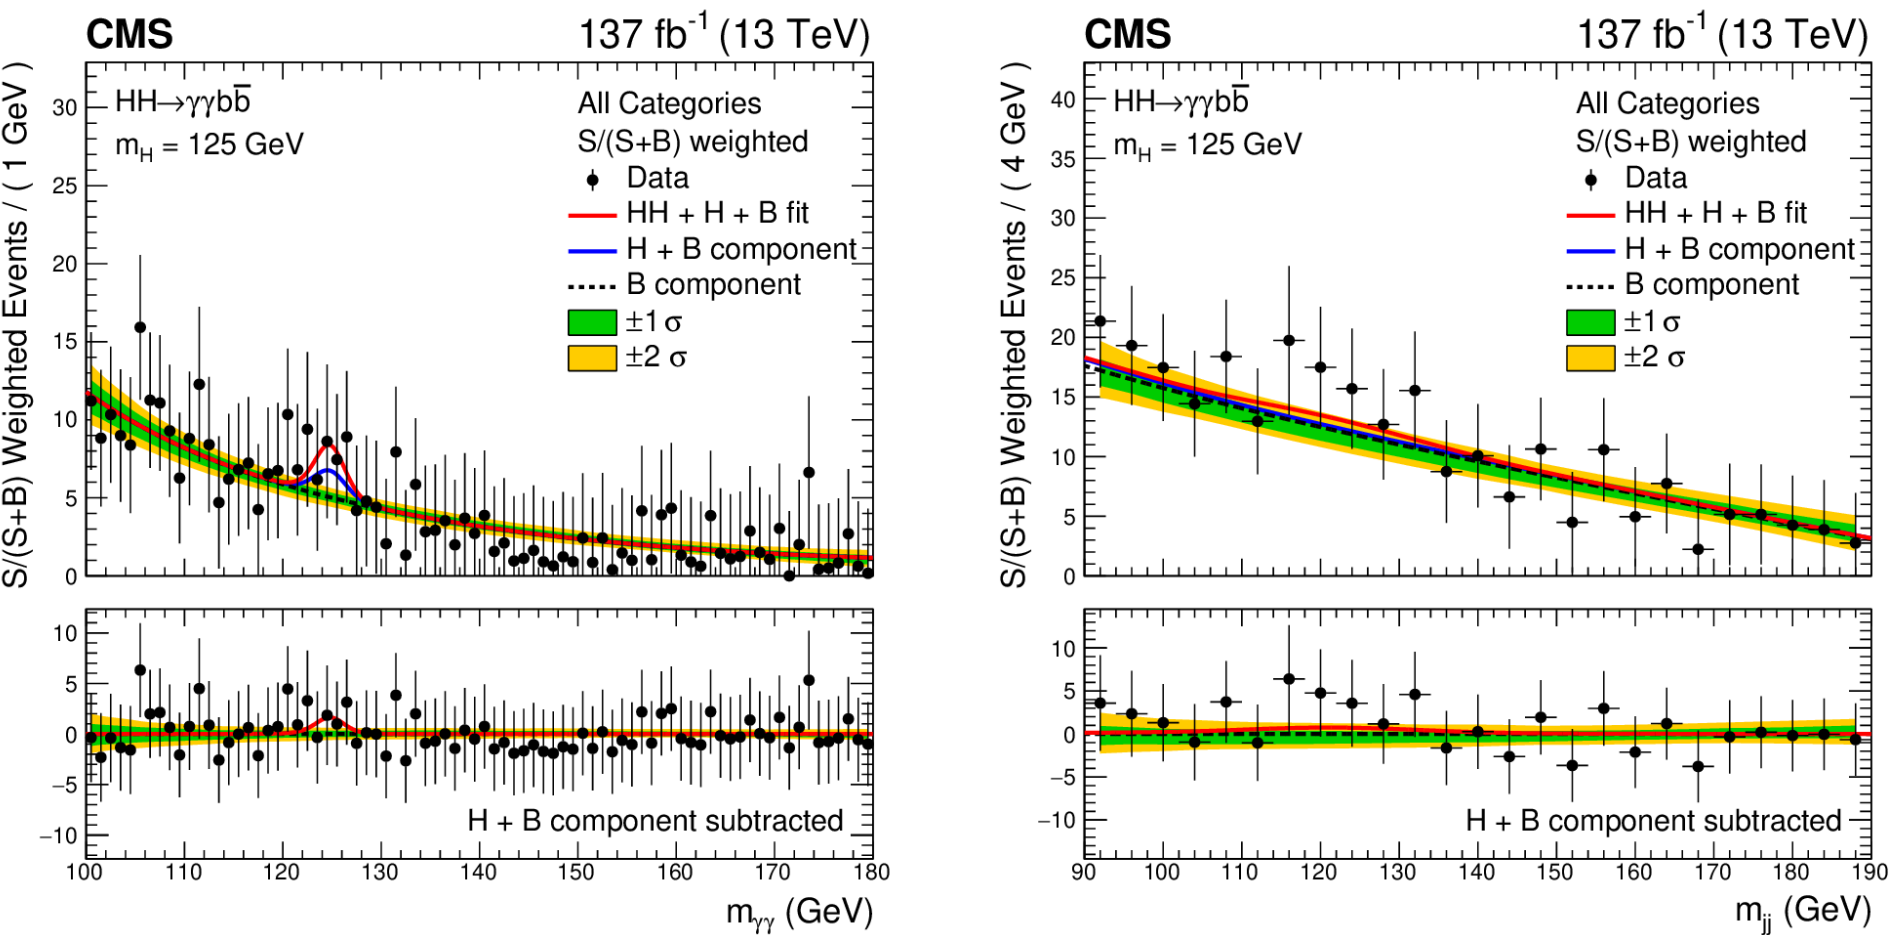 CMS 137 fb⁻¹ (13 TeV)
HH→γγbb̅
m_H = 125 GeV
All Categories
S/(S+B) weighted
Data
HH + H + B fit
H + B component
B component
±1 σ
±2 σ
S/(S+B) Weighted Events / ( 1 GeV )
30
25
20
15
10
5
0
10
5
0
−5
−10
H + B component subtracted
100 110 120 130 140 150 160 170 180
m_γγ (GeV)
CMS 137 fb⁻¹ (13 TeV)
HH→γγbb̅
m_H = 125 GeV
All Categories
S/(S+B) weighted
Data
HH + H + B fit
H + B component
B component
±1 σ
±2 σ
S/(S+B) Weighted Events / ( 4 GeV )
40
35
30
25
20
15
10
5
0
10
5
0
−5
−10
H + B component subtracted
90 100 110 120 130 140 150 160 170 180 190
m_jj (GeV)